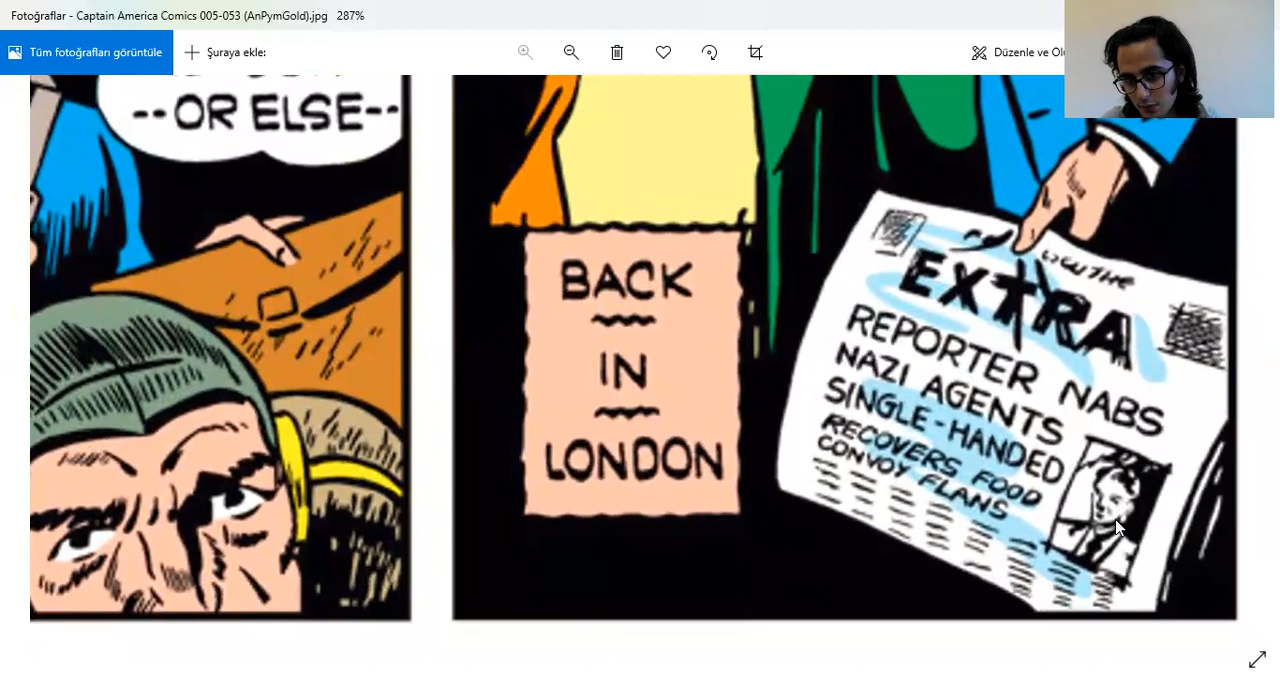 Fotoğraflar - Captain America Comics 005-053 (AnPymGold).jpg   287%
Tüm fotoğrafları görüntüle
Şuraya ekle:
Düzenle ve Olu
--OR ELSE--
BACK
IN
LONDON
EXTRA
REPORTER NABS
NAZI AGENTS
SINGLE-HANDED
RECOVERS FOOD
CONVOY PLANS